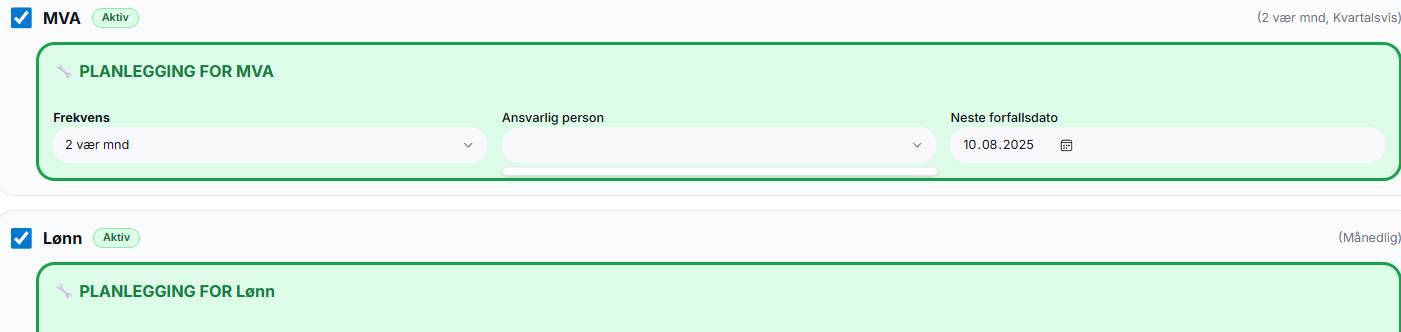 MVA Aktiv (2 vær mnd, Kvartalsvis)
PLANLEGGING FOR MVA
Frekvens Ansvarlig person Neste forfallsdato
2 vær mnd 10.08.2025
Lønn Aktiv (Månedlig)
PLANLEGGING FOR Lønn